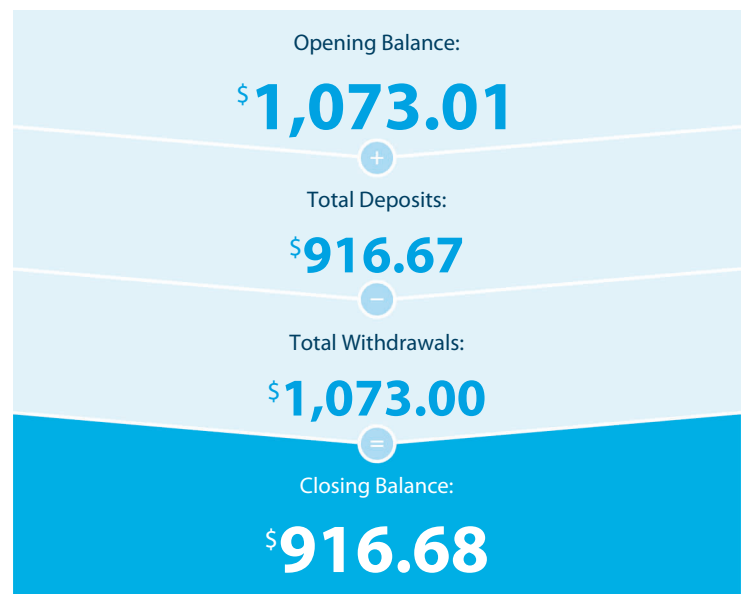 Opening Balance:
$1,073.01
+
Total Deposits:
$916.67
−
Total Withdrawals:
$1,073.00
=
Closing Balance:
$916.68